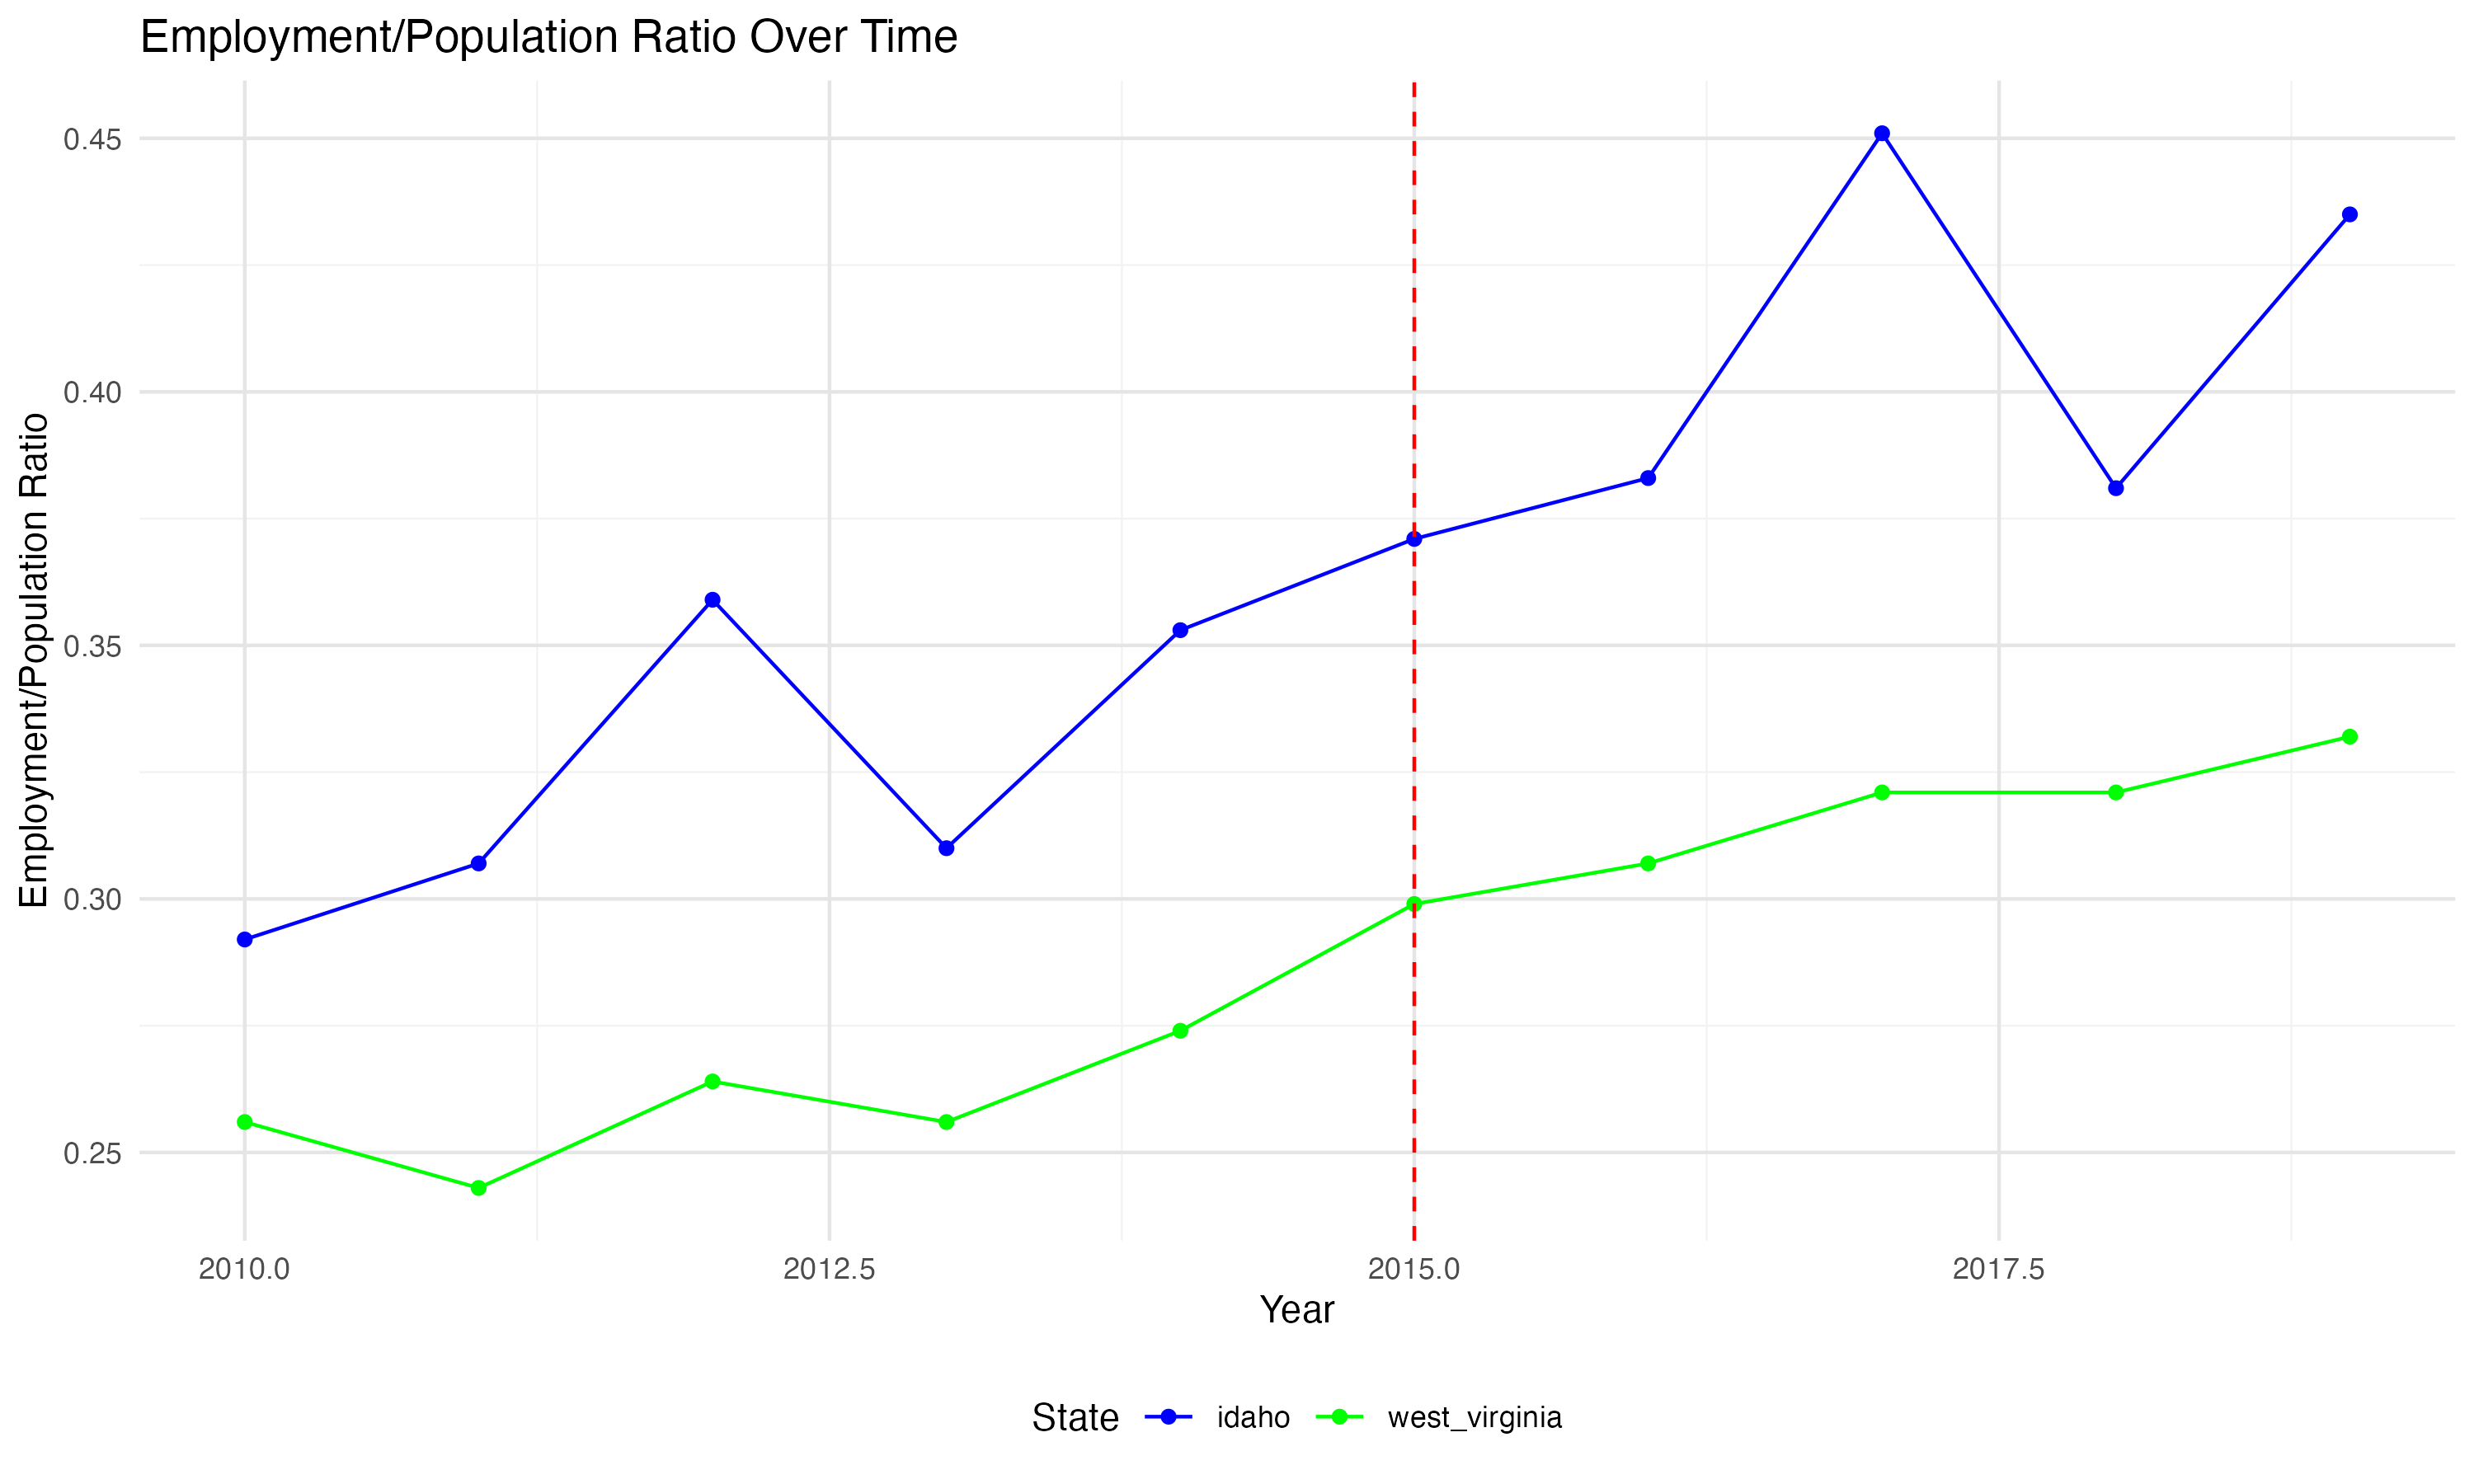 Employment/Population Ratio Over Time
Employment/Population Ratio
0.45
0.40
0.35
0.30
0.25
2010.0 2012.5 2015.0 2017.5
Year
State idaho west_virginia